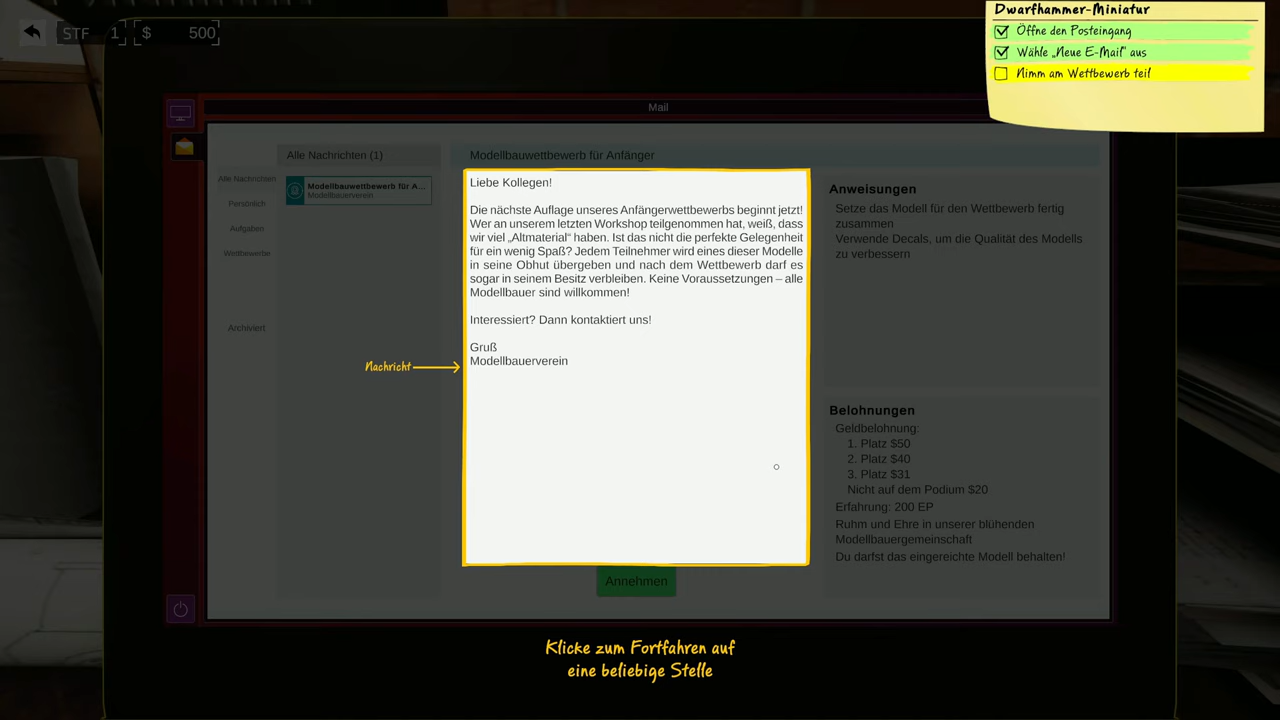 Dwarfhammer-Miniatur
Öffne den Posteingang
Wähle „Neue E-Mail" aus
Nimm am Wettbewerb teil
STF 1 $ 500
Mail
Alle Nachrichten (1)
Alle Nachrichten
Persönlich
Aufgaben
Wettbewerbe
Archiviert
Modellbauwettbewerb für A...
Modellbauerverein
Modellbauwettbewerb für Anfänger
Liebe Kollegen!
Die nächste Auflage unseres Anfängerwettbewerbs beginnt jetzt!
Wer an unserem letzten Workshop teilgenommen hat, weiß, dass
wir viel „Altmaterial" haben. Ist das nicht die perfekte Gelegenheit
für ein wenig Spaß? Jedem Teilnehmer wird eines dieser Modelle
in seine Obhut übergeben und nach dem Wettbewerb darf es
sogar in seinem Besitz verbleiben. Keine Voraussetzungen – alle
Modellbauer sind willkommen!
Interessiert? Dann kontaktiert uns!
Gruß
Modellbauerverein
Nachricht
Annehmen
Anweisungen
Setze das Modell für den Wettbewerb fertig
zusammen
Verwende Decals, um die Qualität des Modells
zu verbessern
Belohnungen
Geldbelohnung:
1. Platz $50
2. Platz $40
3. Platz $31
Nicht auf dem Podium $20
Erfahrung: 200 EP
Ruhm und Ehre in unserer blühenden
Modellbauergemeinschaft
Du darfst das eingereichte Modell behalten!
Klicke zum Fortfahren auf
eine beliebige Stelle